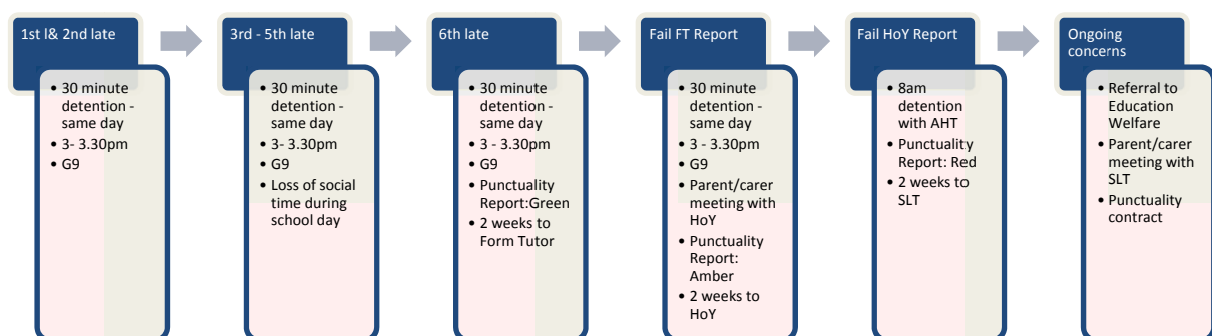 1st l& 2nd late
• 30 minute
detention -
same day
• 3- 3.30pm
• G9
3rd - 5th late
• 30 minute
detention -
same day
• 3- 3.30pm
• G9
• Loss of social
time during
school day
6th late
• 30 minute
detention -
same day
• 3 - 3.30pm
• G9
• Punctuality
Report:Green
• 2 weeks to
Form Tutor
Fail FT Report
• 30 minute
detention -
same day
• 3 - 3.30pm
• G9
• Parent/carer
meeting with
HoY
• Punctuality
Report:
Amber
• 2 weeks to
HoY
Fail HoY Report
• 8am
detention
with AHT
• Punctuality
Report: Red
• 2 weeks to
SLT
Ongoing
concerns
• Referral to
Education
Welfare
• Parent/carer
meeting with
SLT
• Punctuality
contract